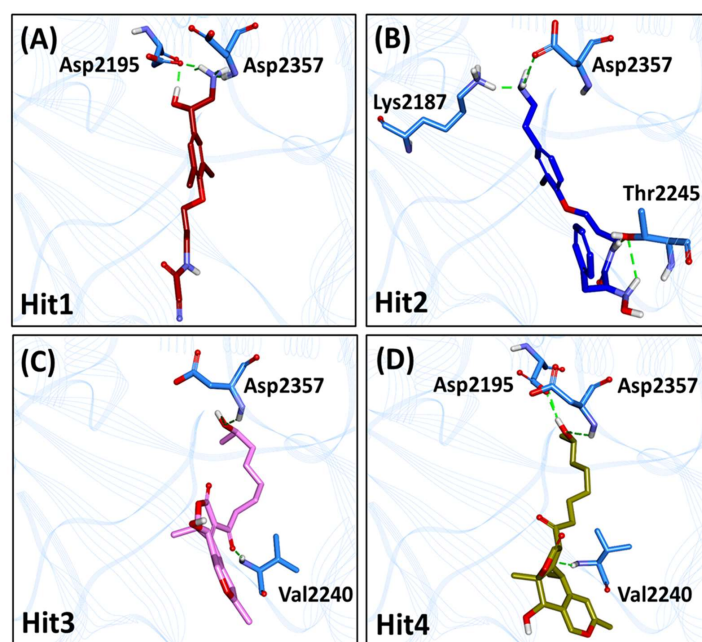 (A)
Asp2195
Asp2357
Hit1
(B)
Asp2357
Lys2187
Thr2245
Hit2
(C)
Asp2357
Val2240
Hit3
(D)
Asp2195
Asp2357
Val2240
Hit4